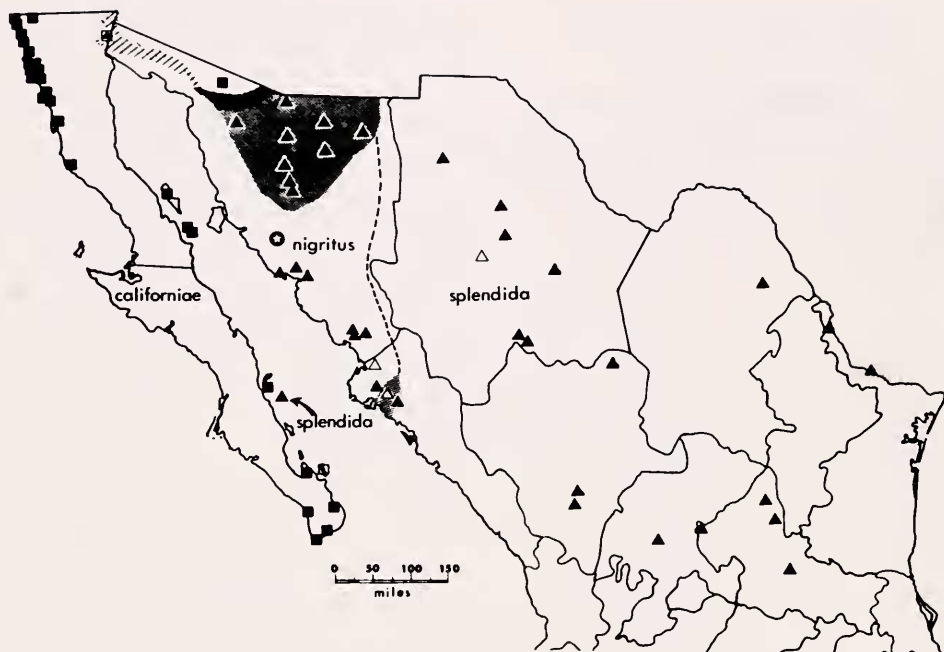 nigritus
californiae
splendida
splendida
0 50 100 150
miles